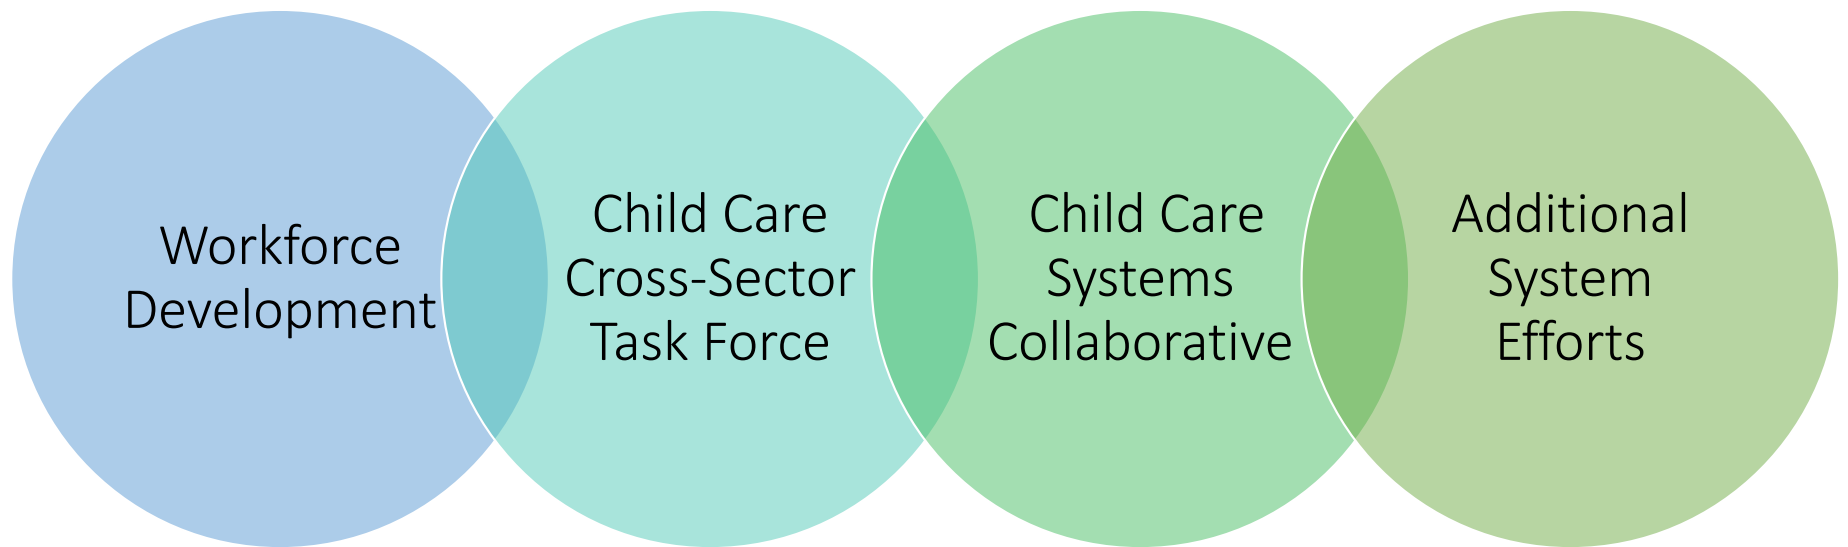 Workforce
Development
Child Care
Cross-Sector
Task Force
Child Care
Systems
Collaborative
Additional
System
Efforts